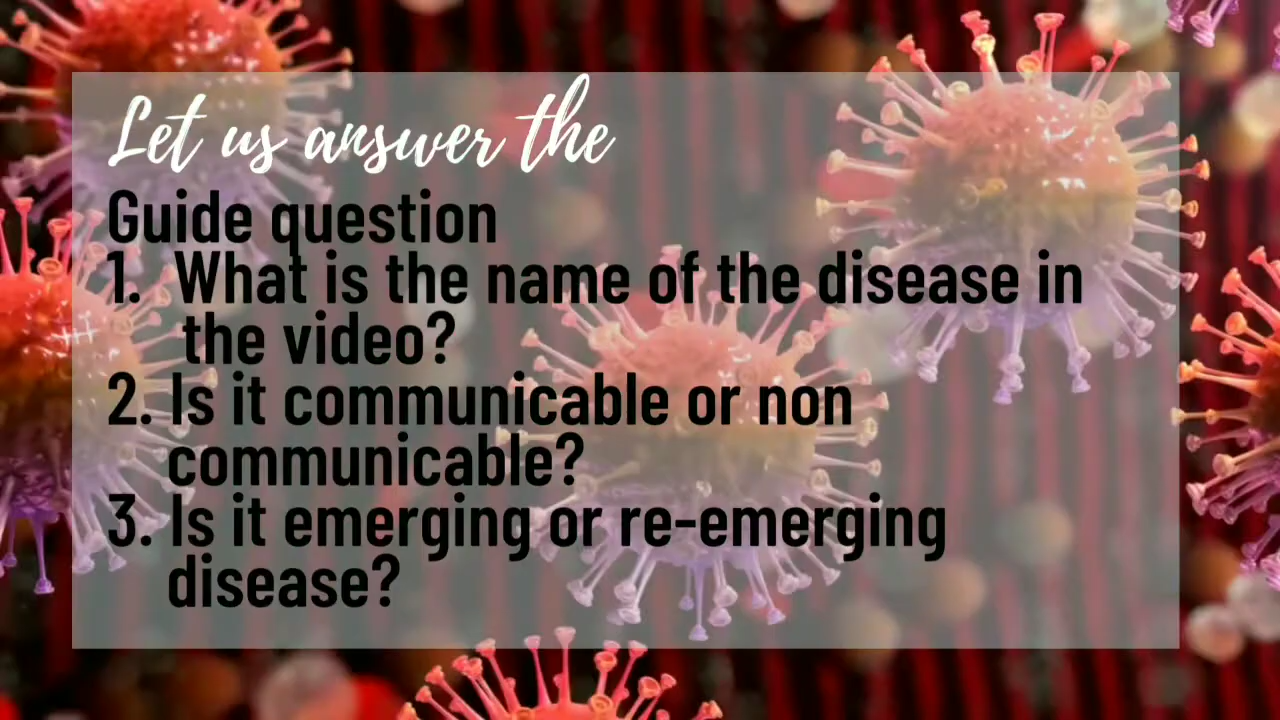 Let us answer the
Guide question
1. What is the name of the disease in
the video?
2. Is it communicable or non
communicable?
3. Is it emerging or re-emerging
disease?